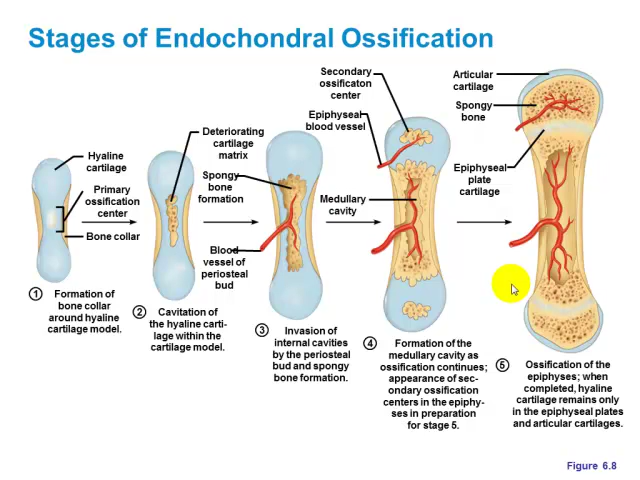 Stages of Endochondral Ossification
Hyaline
cartilage
Primary
ossification
center
Bone collar
1 Formation of
bone collar
around hyaline
cartilage model.
Deteriorating
cartilage
matrix
2 Cavitation of
the hyaline carti-
lage within the
cartilage model.
Spongy
bone
formation
Blood
vessel of
periosteal
bud
3 Invasion of
internal cavities
by the periosteal
bud and spongy
bone formation.
Secondary
ossificaton
center
Epiphyseal
blood vessel
Medullary
cavity
4 Formation of the
medullary cavity as
ossification continues;
appearance of sec-
ondary ossification
centers in the epiphy-
ses in preparation
for stage 5.
Articular
cartilage
Spongy
bone
Epiphyseal
plate
cartilage
5 Ossification of the
epiphyses; when
completed, hyaline
cartilage remains only
in the epiphyseal plates
and articular cartilages.
Figure 6.8